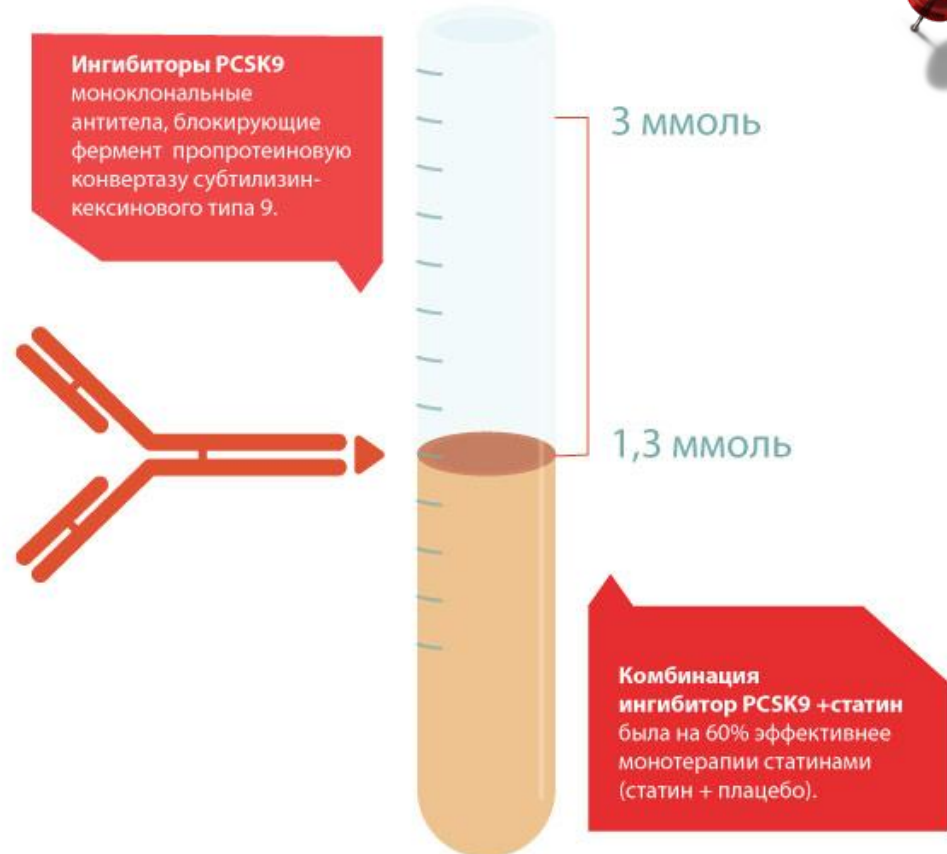 Ингибиторы PCSK9
моноклональные
антитела, блокирующие
фермент пропротеиновую
конвертазу субтилизин-
кексинового типа 9.
3 ммоль
1,3 ммоль
Комбинация
ингибитор PCSK9 +статин
была на 60% эффективнее
монотерапии статинами
(статин + плацебо).